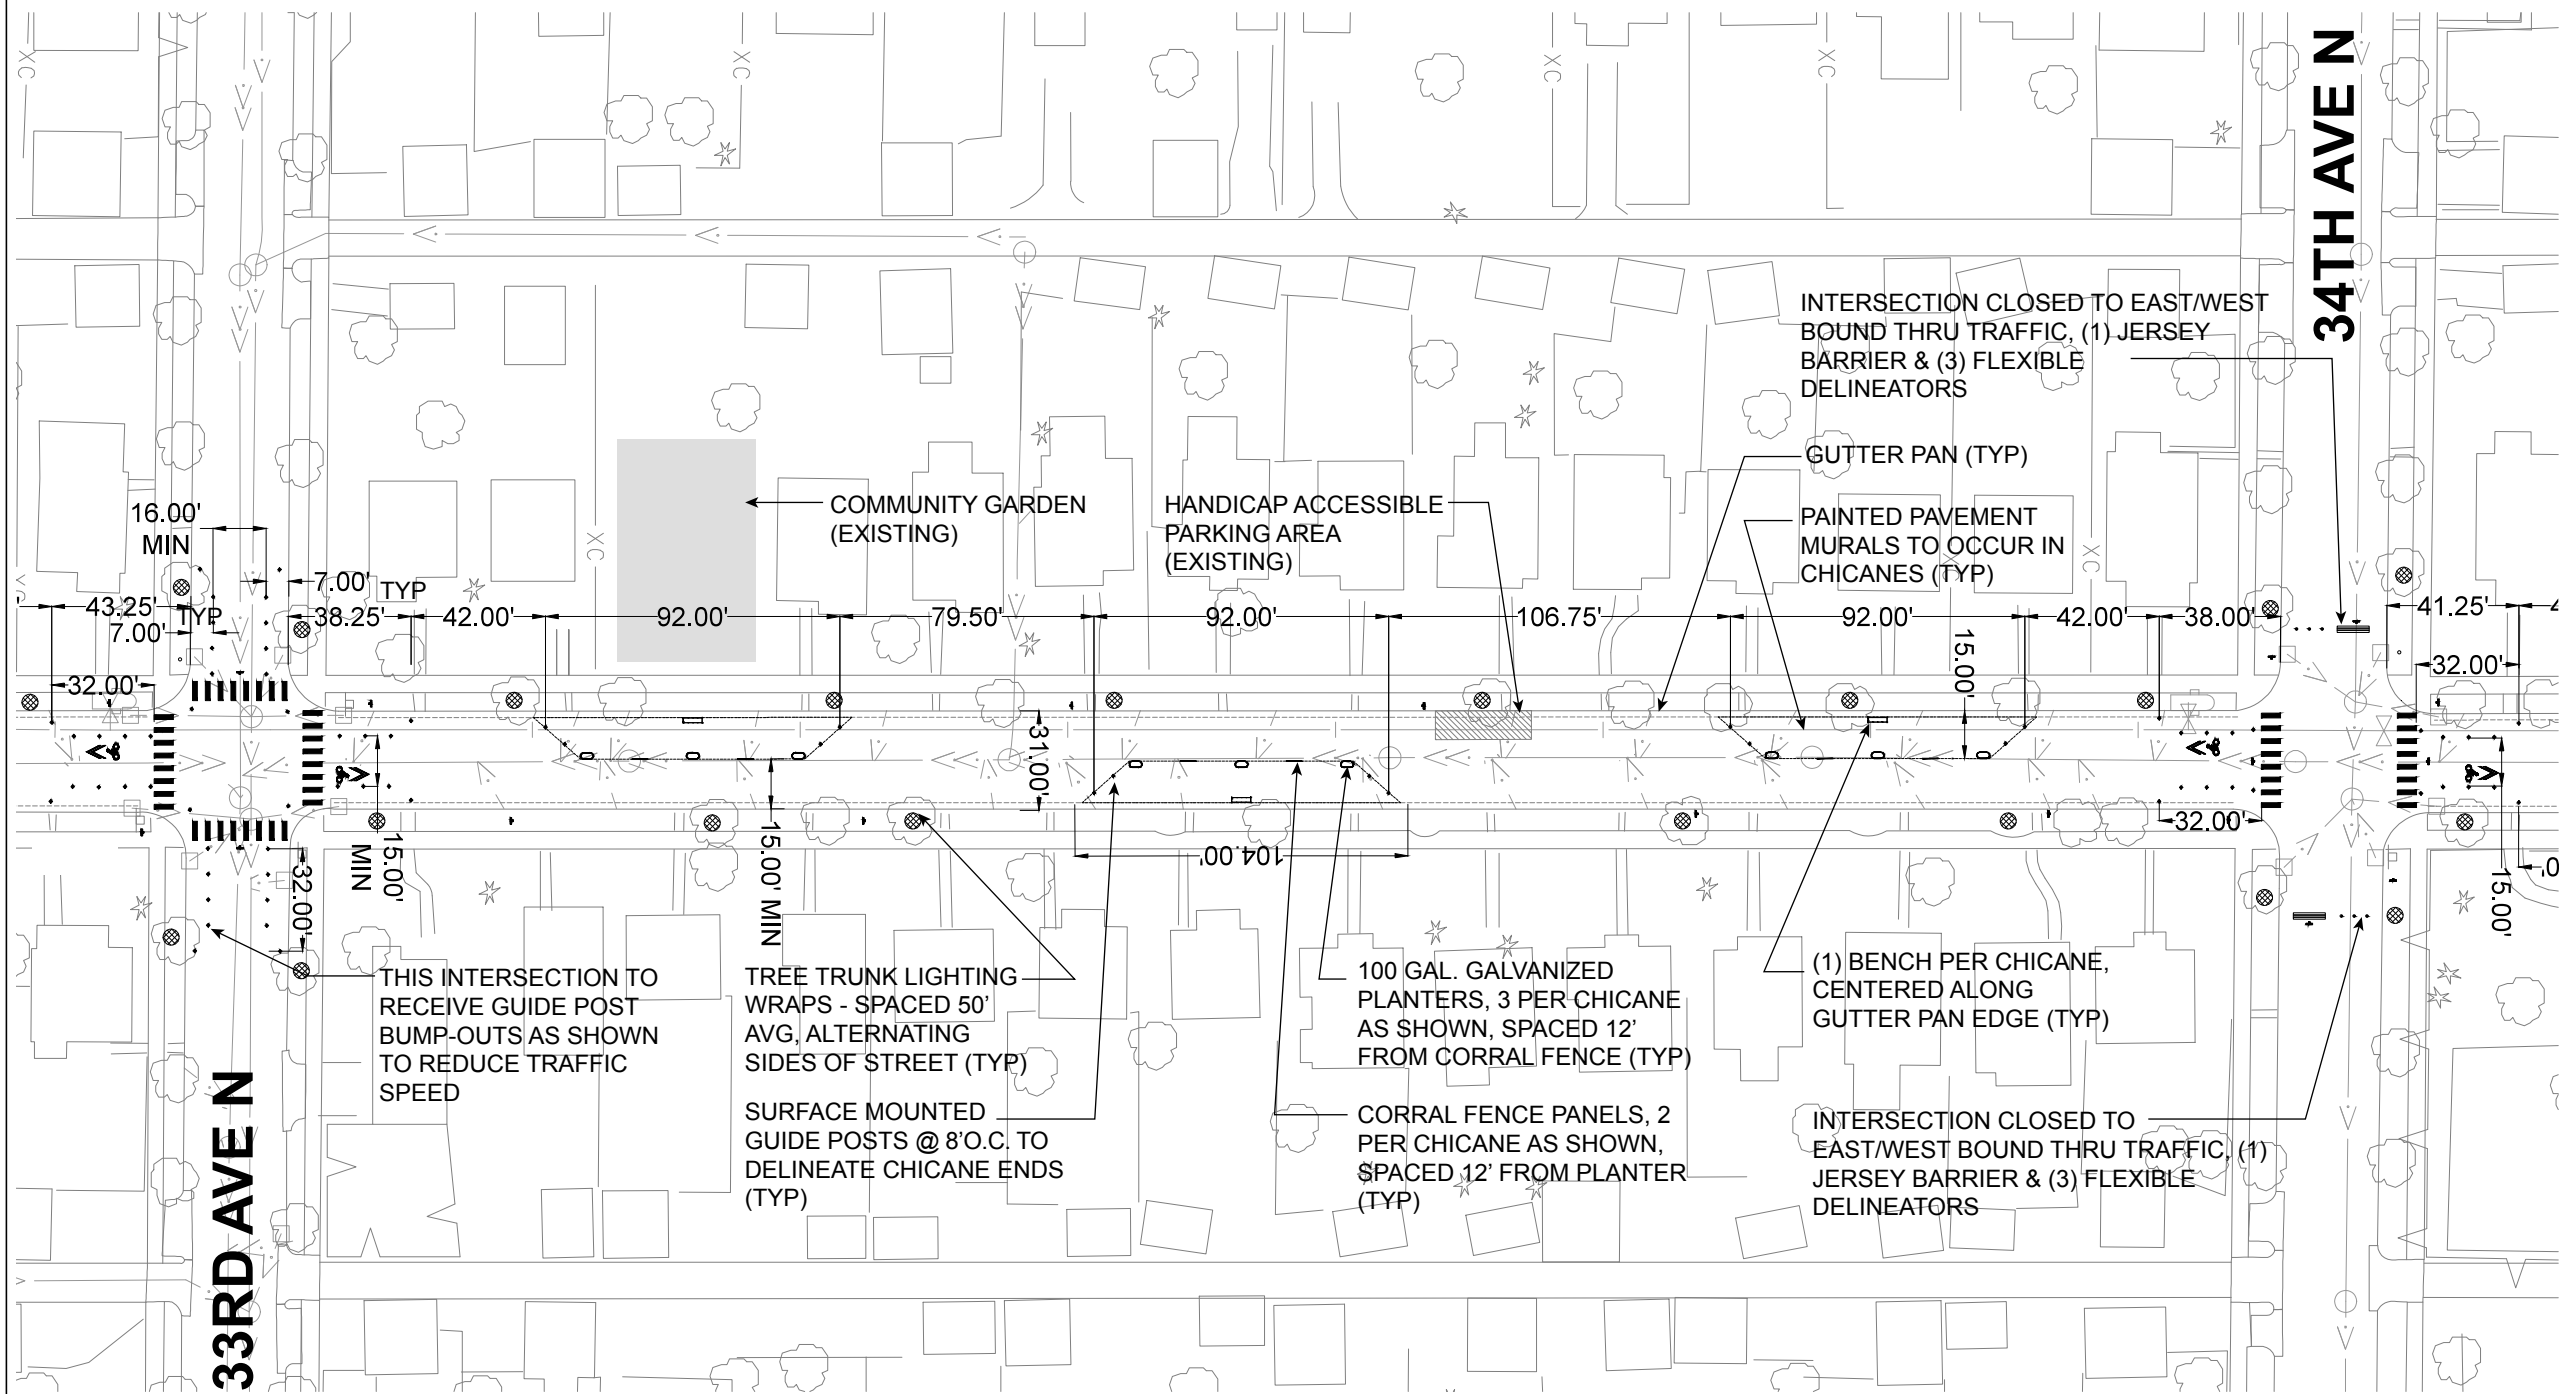 XC
XC
XC
XC
34TH AVE N
INTERSECTION CLOSED TO EAST/WEST
BOUND THRU TRAFFIC, (1) JERSEY
BARRIER & (3) FLEXIBLE
DELINEATORS
GUTTER PAN (TYP)
COMMUNITY GARDEN
(EXISTING)
HANDICAP ACCESSIBLE
PARKING AREA
(EXISTING)
PAINTED PAVEMENT
MURALS TO OCCUR IN
CHICANES (TYP)
XC
XC
XC
16.00'
MIN
7.00' TYP
43.25'
TYP
7.00'
38.25'
42.00'
92.00'
79.50'
92.00'
106.75'
92.00'
42.00'
38.00'
41.25'
32.00'
15.00'
32.00'
31.00'
15.00'
MIN
15.00' MIN
104.00'
32.00'
32.00'
15.00'
THIS INTERSECTION TO
RECEIVE GUIDE POST
BUMP-OUTS AS SHOWN
TO REDUCE TRAFFIC
SPEED
TREE TRUNK LIGHTING
WRAPS - SPACED 50'
AVG, ALTERNATING
SIDES OF STREET (TYP)
SURFACE MOUNTED
GUIDE POSTS @ 8'O.C. TO
DELINEATE CHICANE ENDS
(TYP)
100 GAL. GALVANIZED
PLANTERS, 3 PER CHICANE
AS SHOWN, SPACED 12'
FROM CORRAL FENCE (TYP)
CORRAL FENCE PANELS, 2
PER CHICANE AS SHOWN,
SPACED 12' FROM PLANTER
(TYP)
(1) BENCH PER CHICANE,
CENTERED ALONG
GUTTER PAN EDGE (TYP)
INTERSECTION CLOSED TO
EAST/WEST BOUND THRU TRAFFIC, (1)
JERSEY BARRIER & (3) FLEXIBLE
DELINEATORS
33RD AVE N